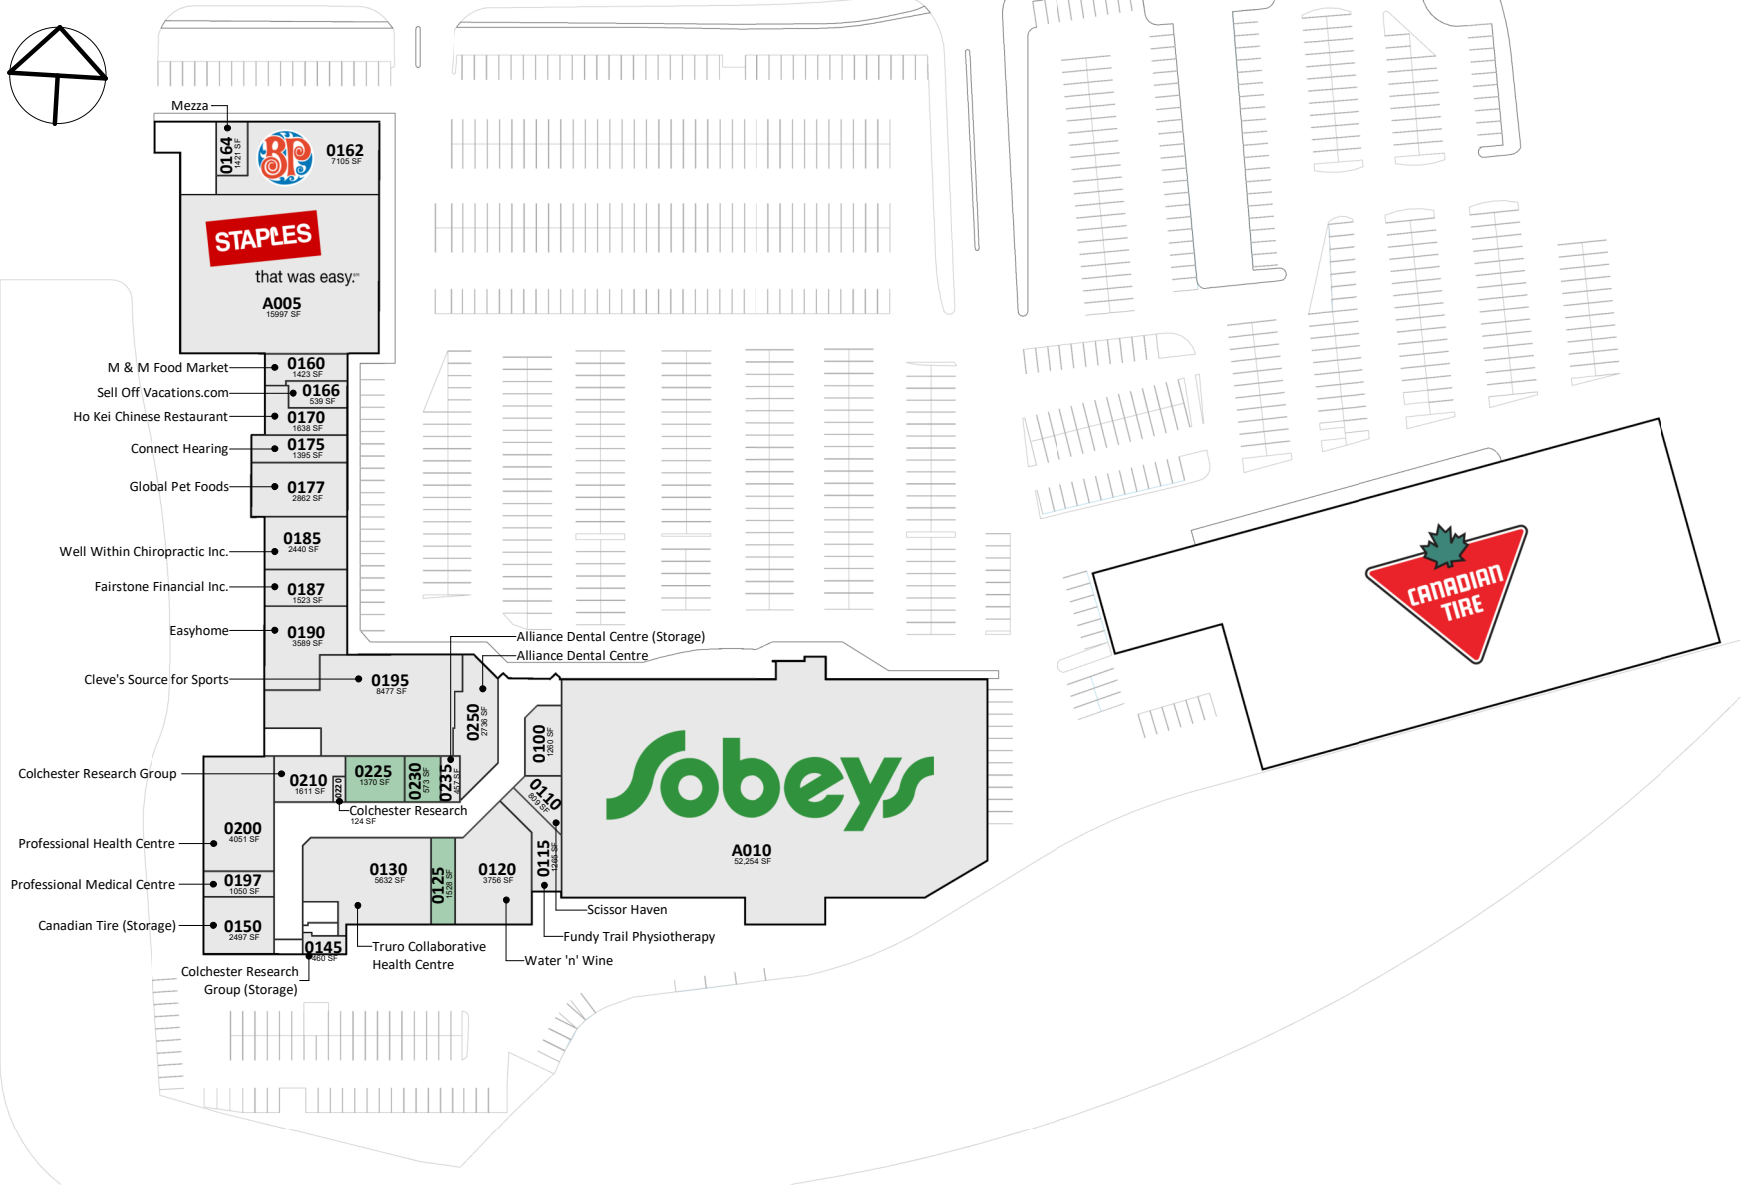 Mezza
0164
1421 SF
BP
0162
7105 SF
STAPLES
that was easy.
A005
15997 SF
M & M Food Market
0160
1423 SF
Sell Off Vacations.com
0166
539 SF
Ho Kei Chinese Restaurant
0170
1638 SF
Connect Hearing
0175
1395 SF
Global Pet Foods
0177
2862 SF
Well Within Chiropractic Inc.
0185
2440 SF
Fairstone Financial Inc.
0187
1523 SF
Easyhome
0190
3589 SF
Alliance Dental Centre (Storage)
Alliance Dental Centre
Cleve's Source for Sports
0195
8477 SF
0250
2736 SF
0100
1260 SF
Sobeys
A010
52,254 SF
CANADIAN
TIRE
Colchester Research Group
0210
1611 SF
0220
0225
1370 SF
0230
573 SF
0235
457 SF
0110
809 SF
Colchester Research
124 SF
0200
4051 SF
Professional Health Centre
0130
5632 SF
0125
1528 SF
0120
3756 SF
0115
1265 SF
Professional Medical Centre
0197
1050 SF
Canadian Tire (Storage)
0150
2497 SF
0145
460 SF
Scissor Haven
Fundy Trail Physiotherapy
Truro Collaborative
Health Centre
Water 'n' Wine
Colchester Research
Group (Storage)